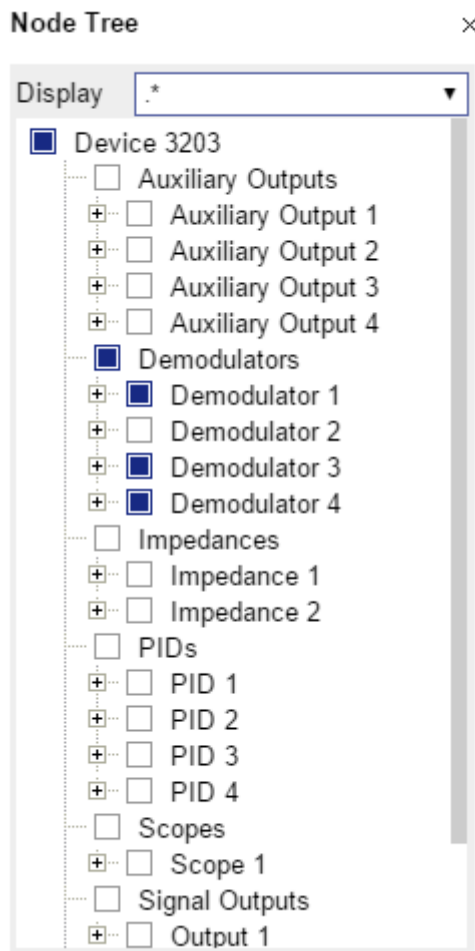 Node Tree
Display .*
Device 3203
Auxiliary Outputs
Auxiliary Output 1
Auxiliary Output 2
Auxiliary Output 3
Auxiliary Output 4
Demodulators
Demodulator 1
Demodulator 2
Demodulator 3
Demodulator 4
Impedances
Impedance 1
Impedance 2
PIDs
PID 1
PID 2
PID 3
PID 4
Scopes
Scope 1
Signal Outputs
Output 1